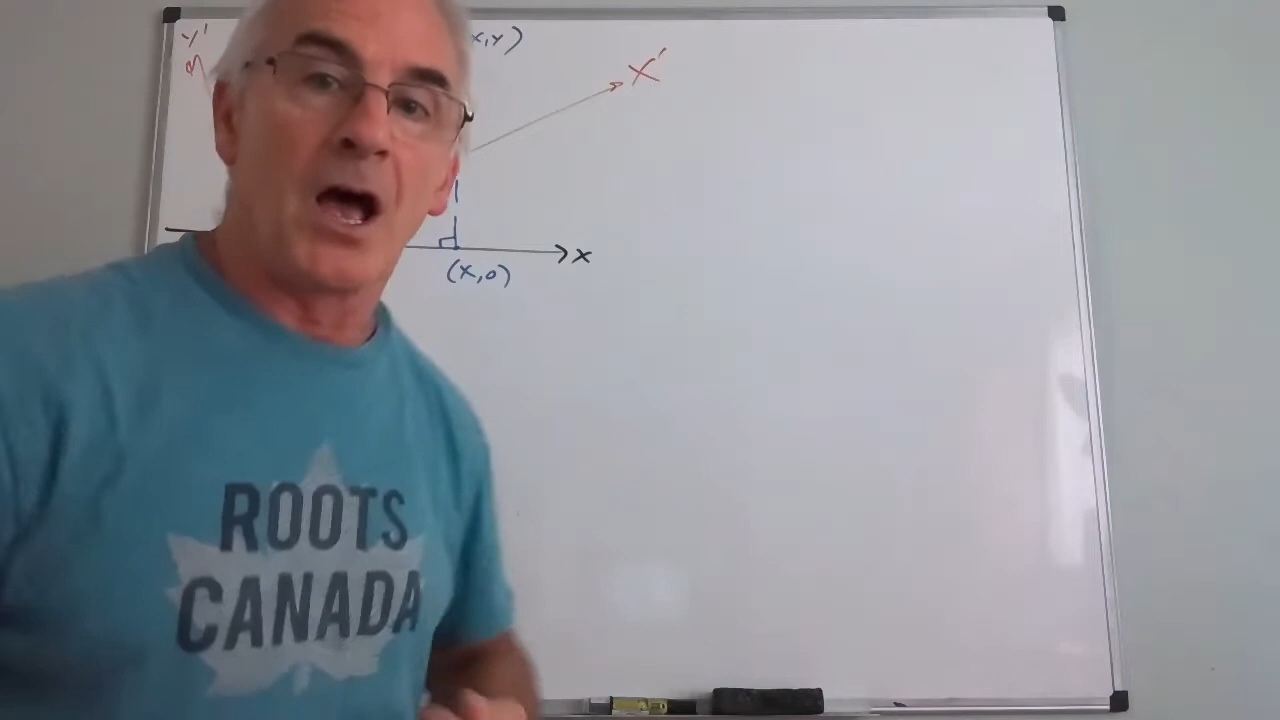 Y'
x,y)
X'
x
(x,0)
ROOTS
CANADA